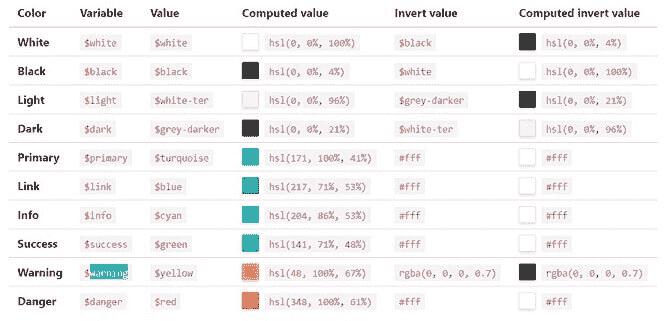 Color Variable Value Computed value Invert value Computed invert value
White $white $white hsl(0, 0%, 100%) $black hsl(0, 0%, 4%)
Black $black $black hsl(0, 0%, 4%) $white hsl(0, 0%, 100%)
Light $light $white-ter hsl(0, 0%, 96%) $grey-darker hsl(0, 0%, 21%)
Dark $dark $grey-darker hsl(0, 0%, 21%) $white-ter hsl(0, 0%, 96%)
Primary $primary $turquoise hsl(171, 100%, 41%) #fff #fff
Link $link $blue hsl(217, 71%, 53%) #fff #fff
Info $info $cyan hsl(204, 86%, 53%) #fff #fff
Success $success $green hsl(141, 71%, 48%) #fff #fff
Warning $warning $yellow hsl(48, 100%, 67%) rgba(0, 0, 0, 0.7) rgba(0, 0, 0, 0.7)
Danger $danger $red hsl(348, 100%, 61%) #fff #fff